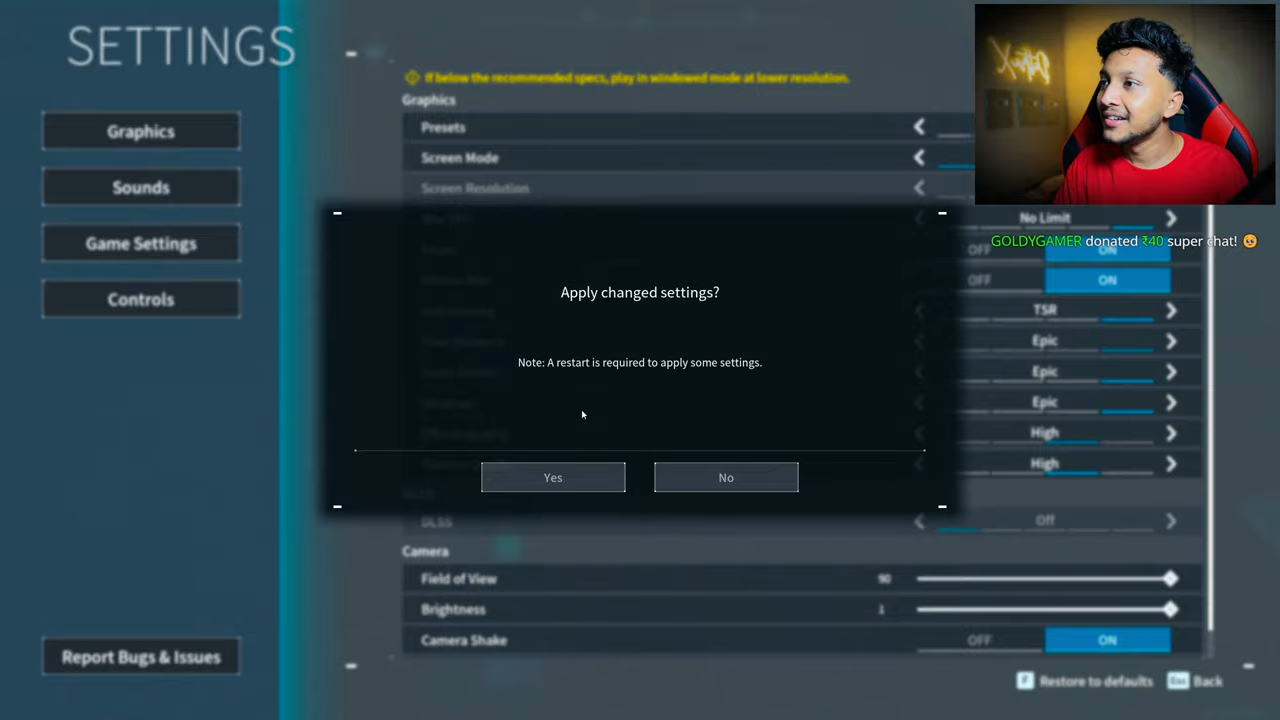 SETTINGS
Graphics
Sounds
Game Settings
Controls
Report Bugs & Issues
If below the recommended specs, play in windowed mode at lower resolution.
Graphics
Presets
Screen Mode
Screen Resolution
No Limit
GOLDYGAMER donated ₹40 super chat! 🥺
OFF ON
OFF ON
TSR
Epic
Epic
Epic
High
High
Apply changed settings?
Note: A restart is required to apply some settings.
Yes
No
DLSS Off
Camera
Field of View 90
Brightness 1
Camera Shake OFF ON
F Restore to defaults Esc Back